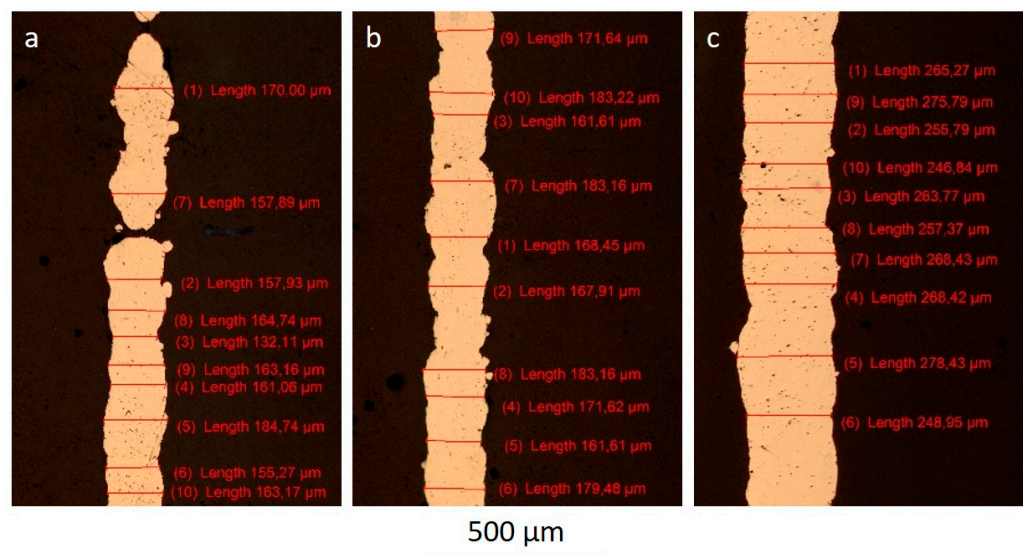 a
(1) Length 170,00 µm
(7) Length 157,89 µm
(2) Length 157,93 µm
(8) Length 164,74 µm
(3) Length 132,11 µm
(9) Length 163,16 µm
(4) Length 161,06 µm
(5) Length 184,74 µm
(6) Length 155,27 µm
(10) Length 163,17 µm
b
(9) Length 171,64 µm
(10) Length 183,22 µm
(3) Length 161,61 µm
(7) Length 183,16 µm
(1) Length 168,45 µm
(2) Length 167,91 µm
(8) Length 183,16 µm
(4) Length 171,62 µm
(5) Length 161,61 µm
(6) Length 179,48 µm
c
(1) Length 265,27 µm
(9) Length 275,79 µm
(2) Length 255,79 µm
(10) Length 246,84 µm
(3) Length 263,77 µm
(8) Length 257,37 µm
(7) Length 268,43 µm
(4) Length 268,42 µm
(5) Length 278,43 µm
(6) Length 248,95 µm
500 µm